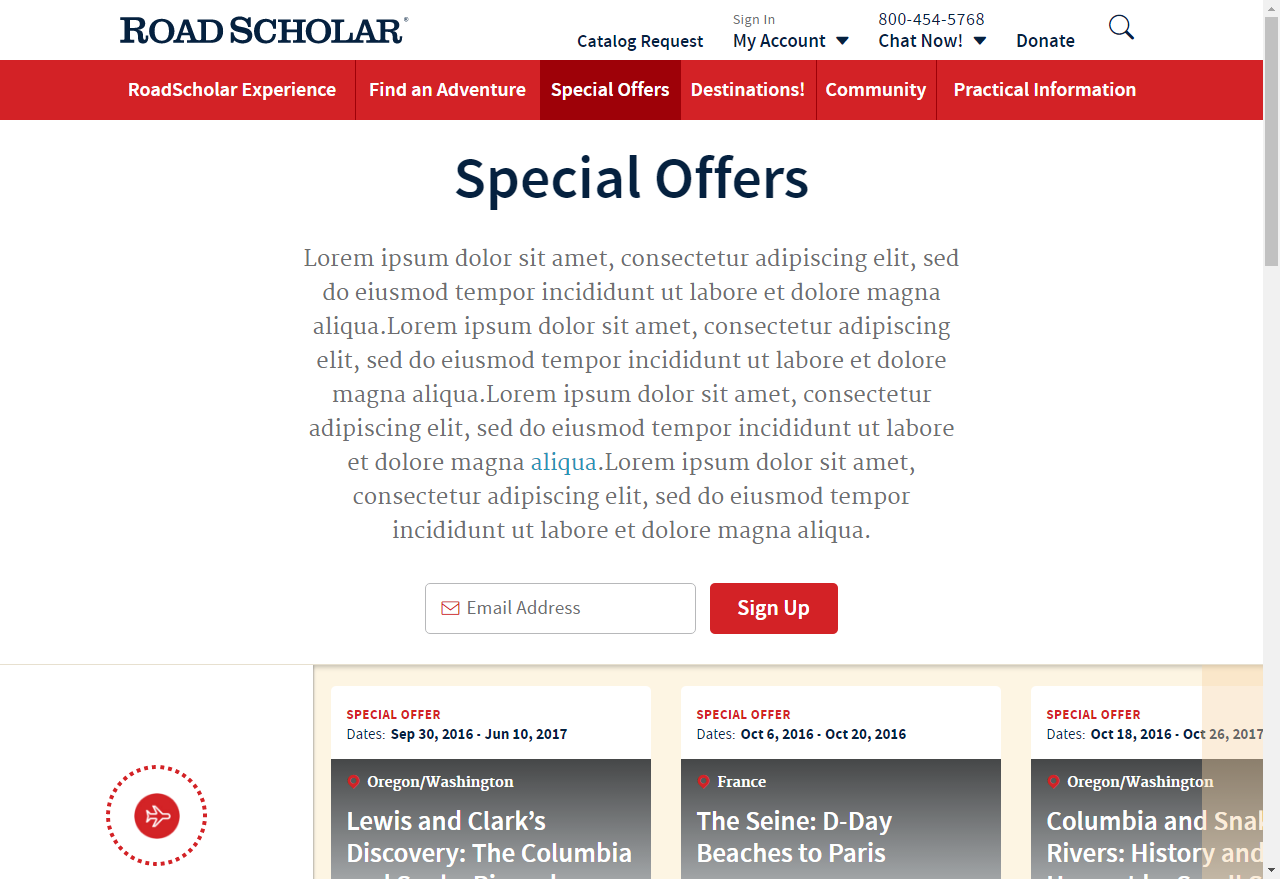 ROAD SCHOLAR®
Sign In
800-454-5768
Catalog Request
My Account
Chat Now!
Donate
RoadScholar Experience
Find an Adventure
Special Offers
Destinations!
Community
Practical Information
Special Offers
Lorem ipsum dolor sit amet, consectetur adipiscing elit, sed
do eiusmod tempor incididunt ut labore et dolore magna
aliqua.Lorem ipsum dolor sit amet, consectetur adipiscing
elit, sed do eiusmod tempor incididunt ut labore et dolore
magna aliqua.Lorem ipsum dolor sit amet, consectetur
adipiscing elit, sed do eiusmod tempor incididunt ut labore
et dolore magna aliqua.Lorem ipsum dolor sit amet,
consectetur adipiscing elit, sed do eiusmod tempor
incididunt ut labore et dolore magna aliqua.
Email Address
Sign Up
SPECIAL OFFER
Dates: Sep 30, 2016 - Jun 10, 2017
Oregon/Washington
Lewis and Clark’s
Discovery: The Columbia
SPECIAL OFFER
Dates: Oct 6, 2016 - Oct 20, 2016
France
The Seine: D-Day
Beaches to Paris
SPECIAL OFFER
Dates: Oct 18, 2016 - Oct 26, 2017
Oregon/Washington
Columbia and Snak
Rivers: History and